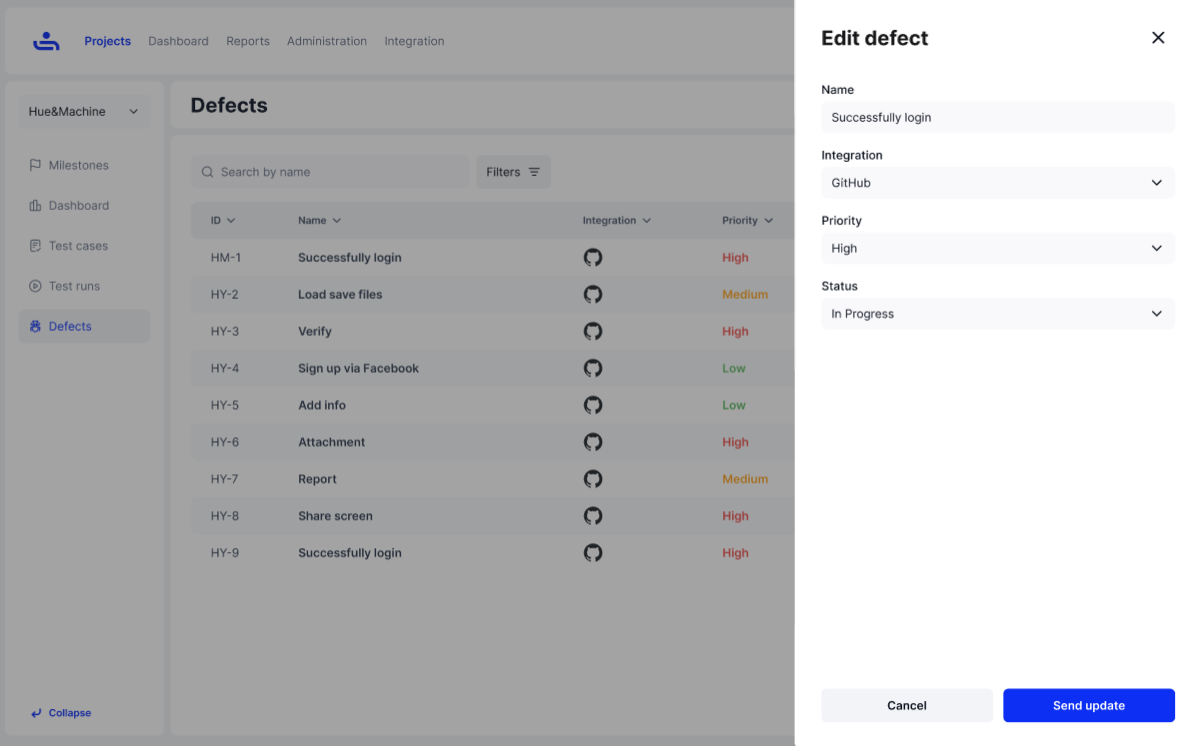 Projects Dashboard Reports Administration Integration
Hue&Machine
Milestones
Dashboard
Test cases
Test runs
Defects
Collapse
Defects
Search by name Filters
ID Name Integration Priority
HM-1 Successfully login High
HY-2 Load save files Medium
HY-3 Verify High
HY-4 Sign up via Facebook Low
HY-5 Add info Low
HY-6 Attachment High
HY-7 Report Medium
HY-8 Share screen High
HY-9 Successfully login High
Edit defect
Name
Successfully login
Integration
GitHub
Priority
High
Status
In Progress
Cancel Send update